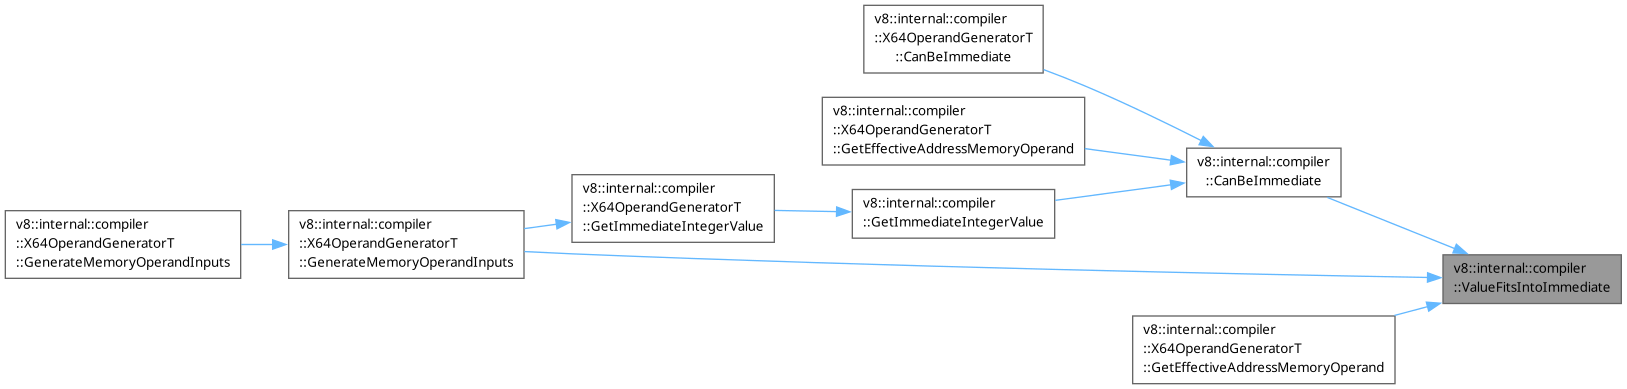 v8::internal::compiler
::X64OperandGeneratorT
::CanBeImmediate
v8::internal::compiler
::X64OperandGeneratorT
::GetEffectiveAddressMemoryOperand
v8::internal::compiler
::CanBeImmediate
v8::internal::compiler
::X64OperandGeneratorT
::GetImmediateIntegerValue
v8::internal::compiler
::GetImmediateIntegerValue
v8::internal::compiler
::X64OperandGeneratorT
::GenerateMemoryOperandInputs
v8::internal::compiler
::X64OperandGeneratorT
::GenerateMemoryOperandInputs
v8::internal::compiler
::ValueFitsIntoImmediate
v8::internal::compiler
::X64OperandGeneratorT
::GetEffectiveAddressMemoryOperand